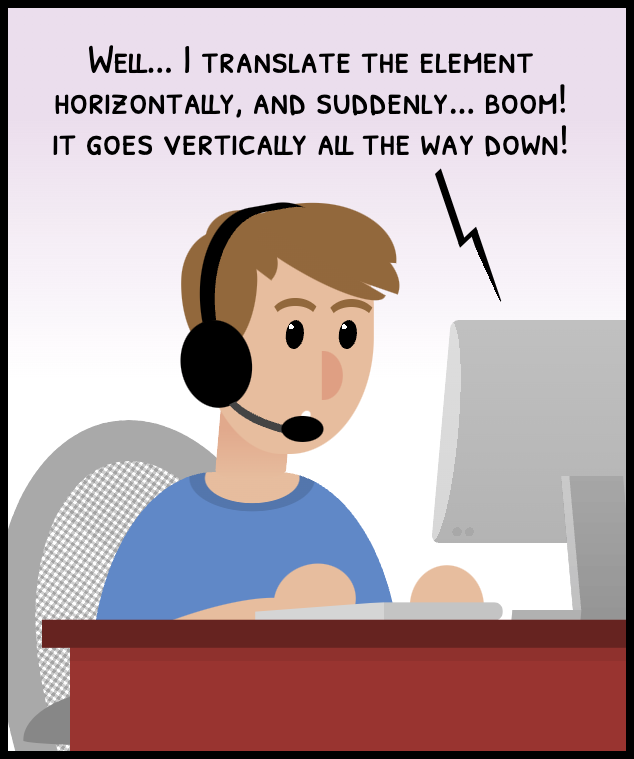 Well... I translate the element
horizontally, and suddenly... boom!
it goes vertically all the way down!